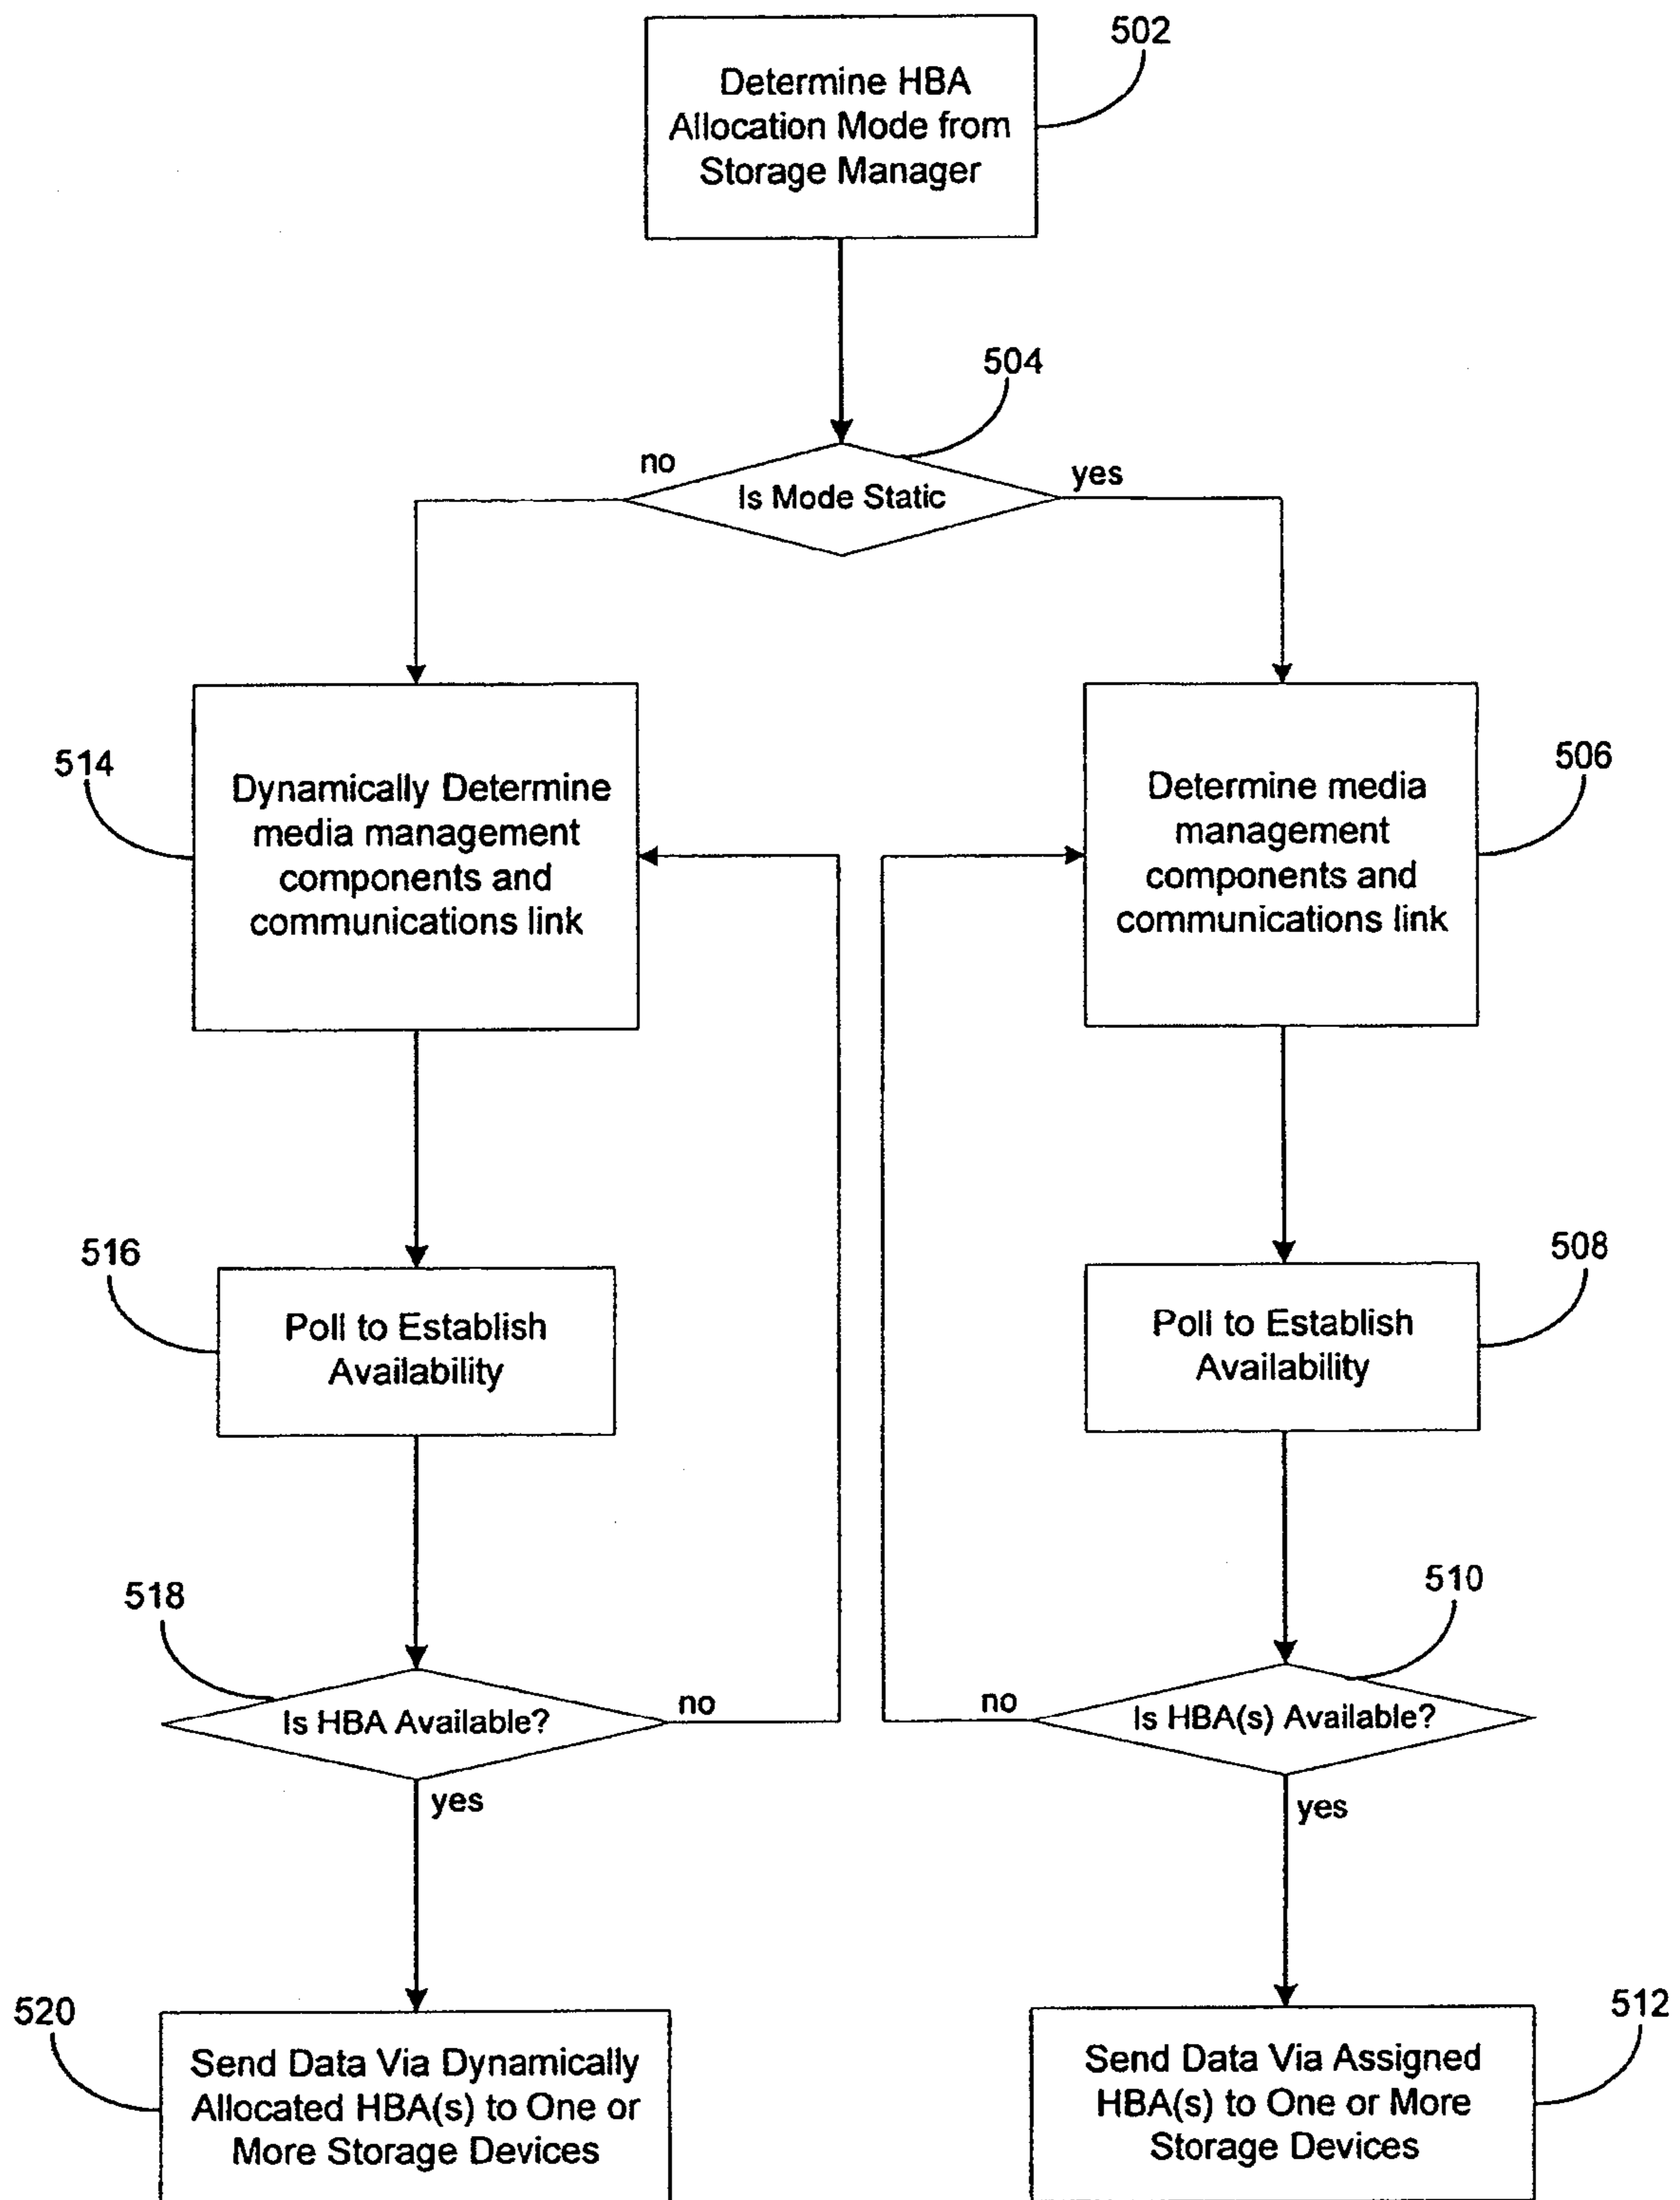 502
Determine HBA
Allocation Mode from
Storage Manager
504
no
yes
Is Mode Static
514
Dynamically Determine
media management
components and
communications link
506
Determine media
management
components and
communications link
516
Poll to Establish
Availability
508
Poll to Establish
Availability
518
Is HBA Available?
no
yes
510
no
Is HBA(s) Available?
yes
520
Send Data Via Dynamically
Allocated HBA(s) to One or
More Storage Devices
512
Send Data Via Assigned
HBA(s) to One or More
Storage Devices